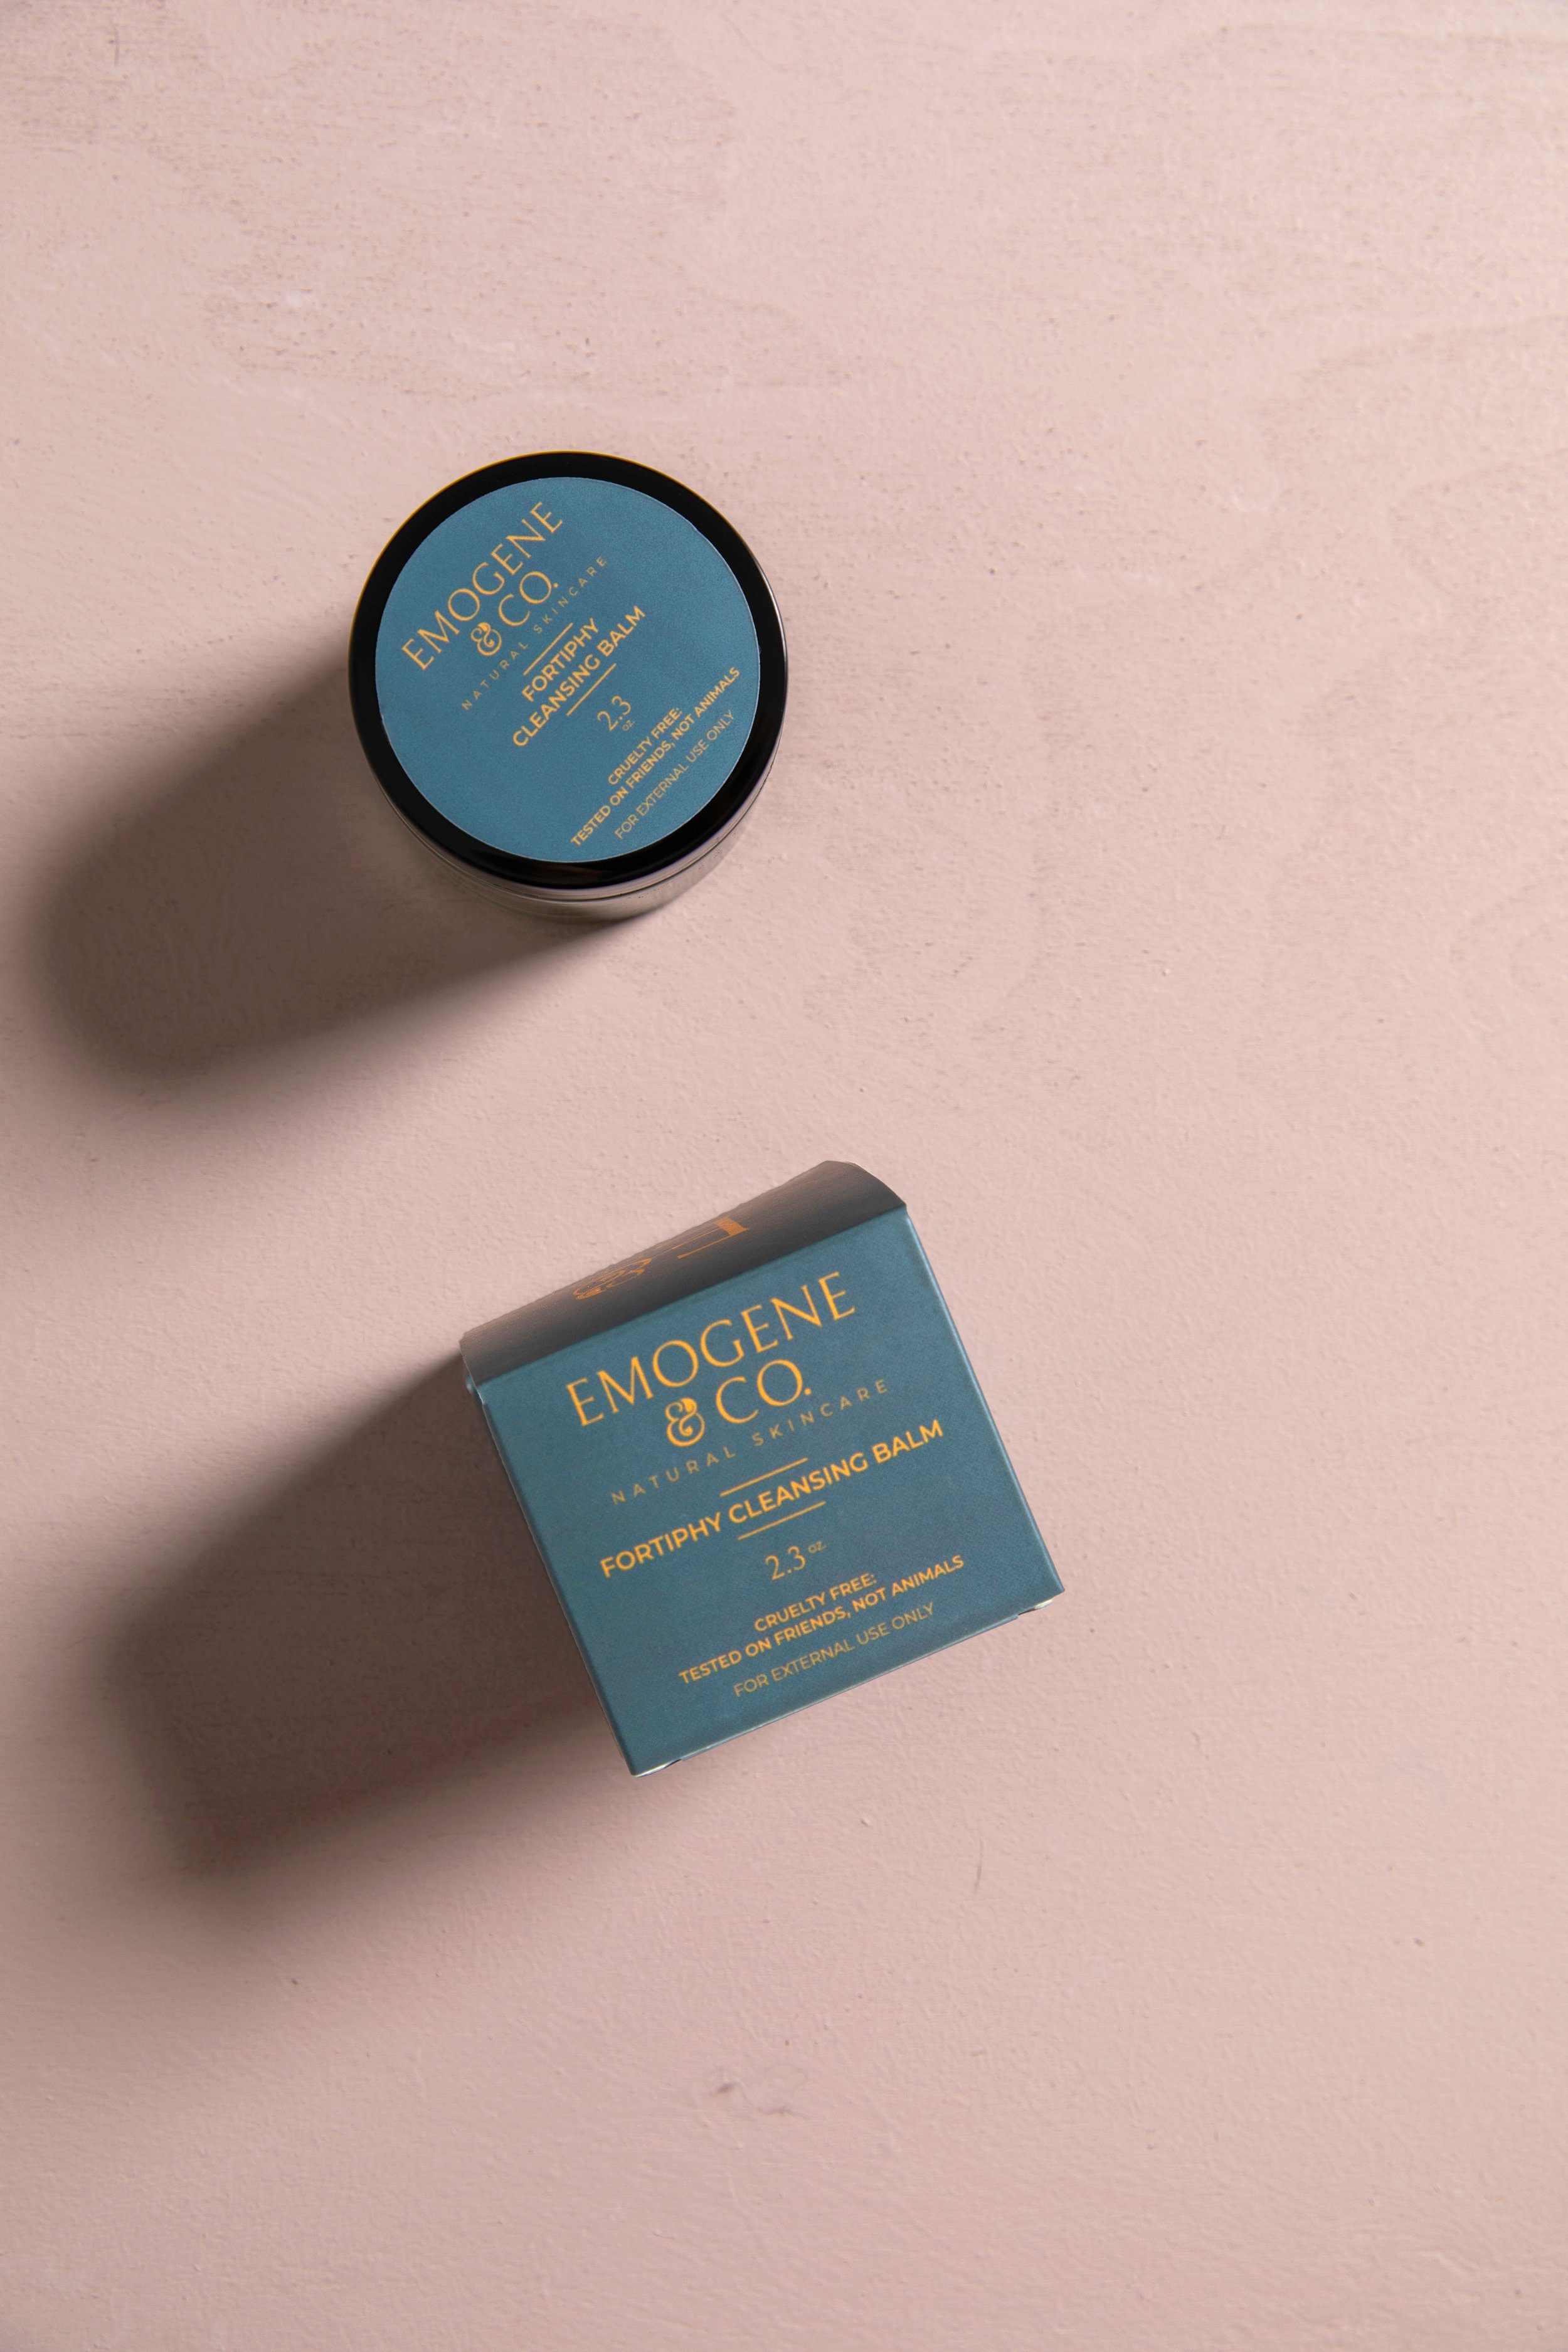 EMOGENE
& CO.
NATURAL SKINCARE
FORTIPHY
CLEANSING BALM
2.3
oz.
CRUELTY FREE:
TESTED ON FRIENDS, NOT ANIMALS
FOR EXTERNAL USE ONLY
EMOGENE
& CO.
NATURAL SKINCARE
FORTIPHY CLEANSING BALM
2.3 oz.
CRUELTY FREE:
TESTED ON FRIENDS, NOT ANIMALS
FOR EXTERNAL USE ONLY